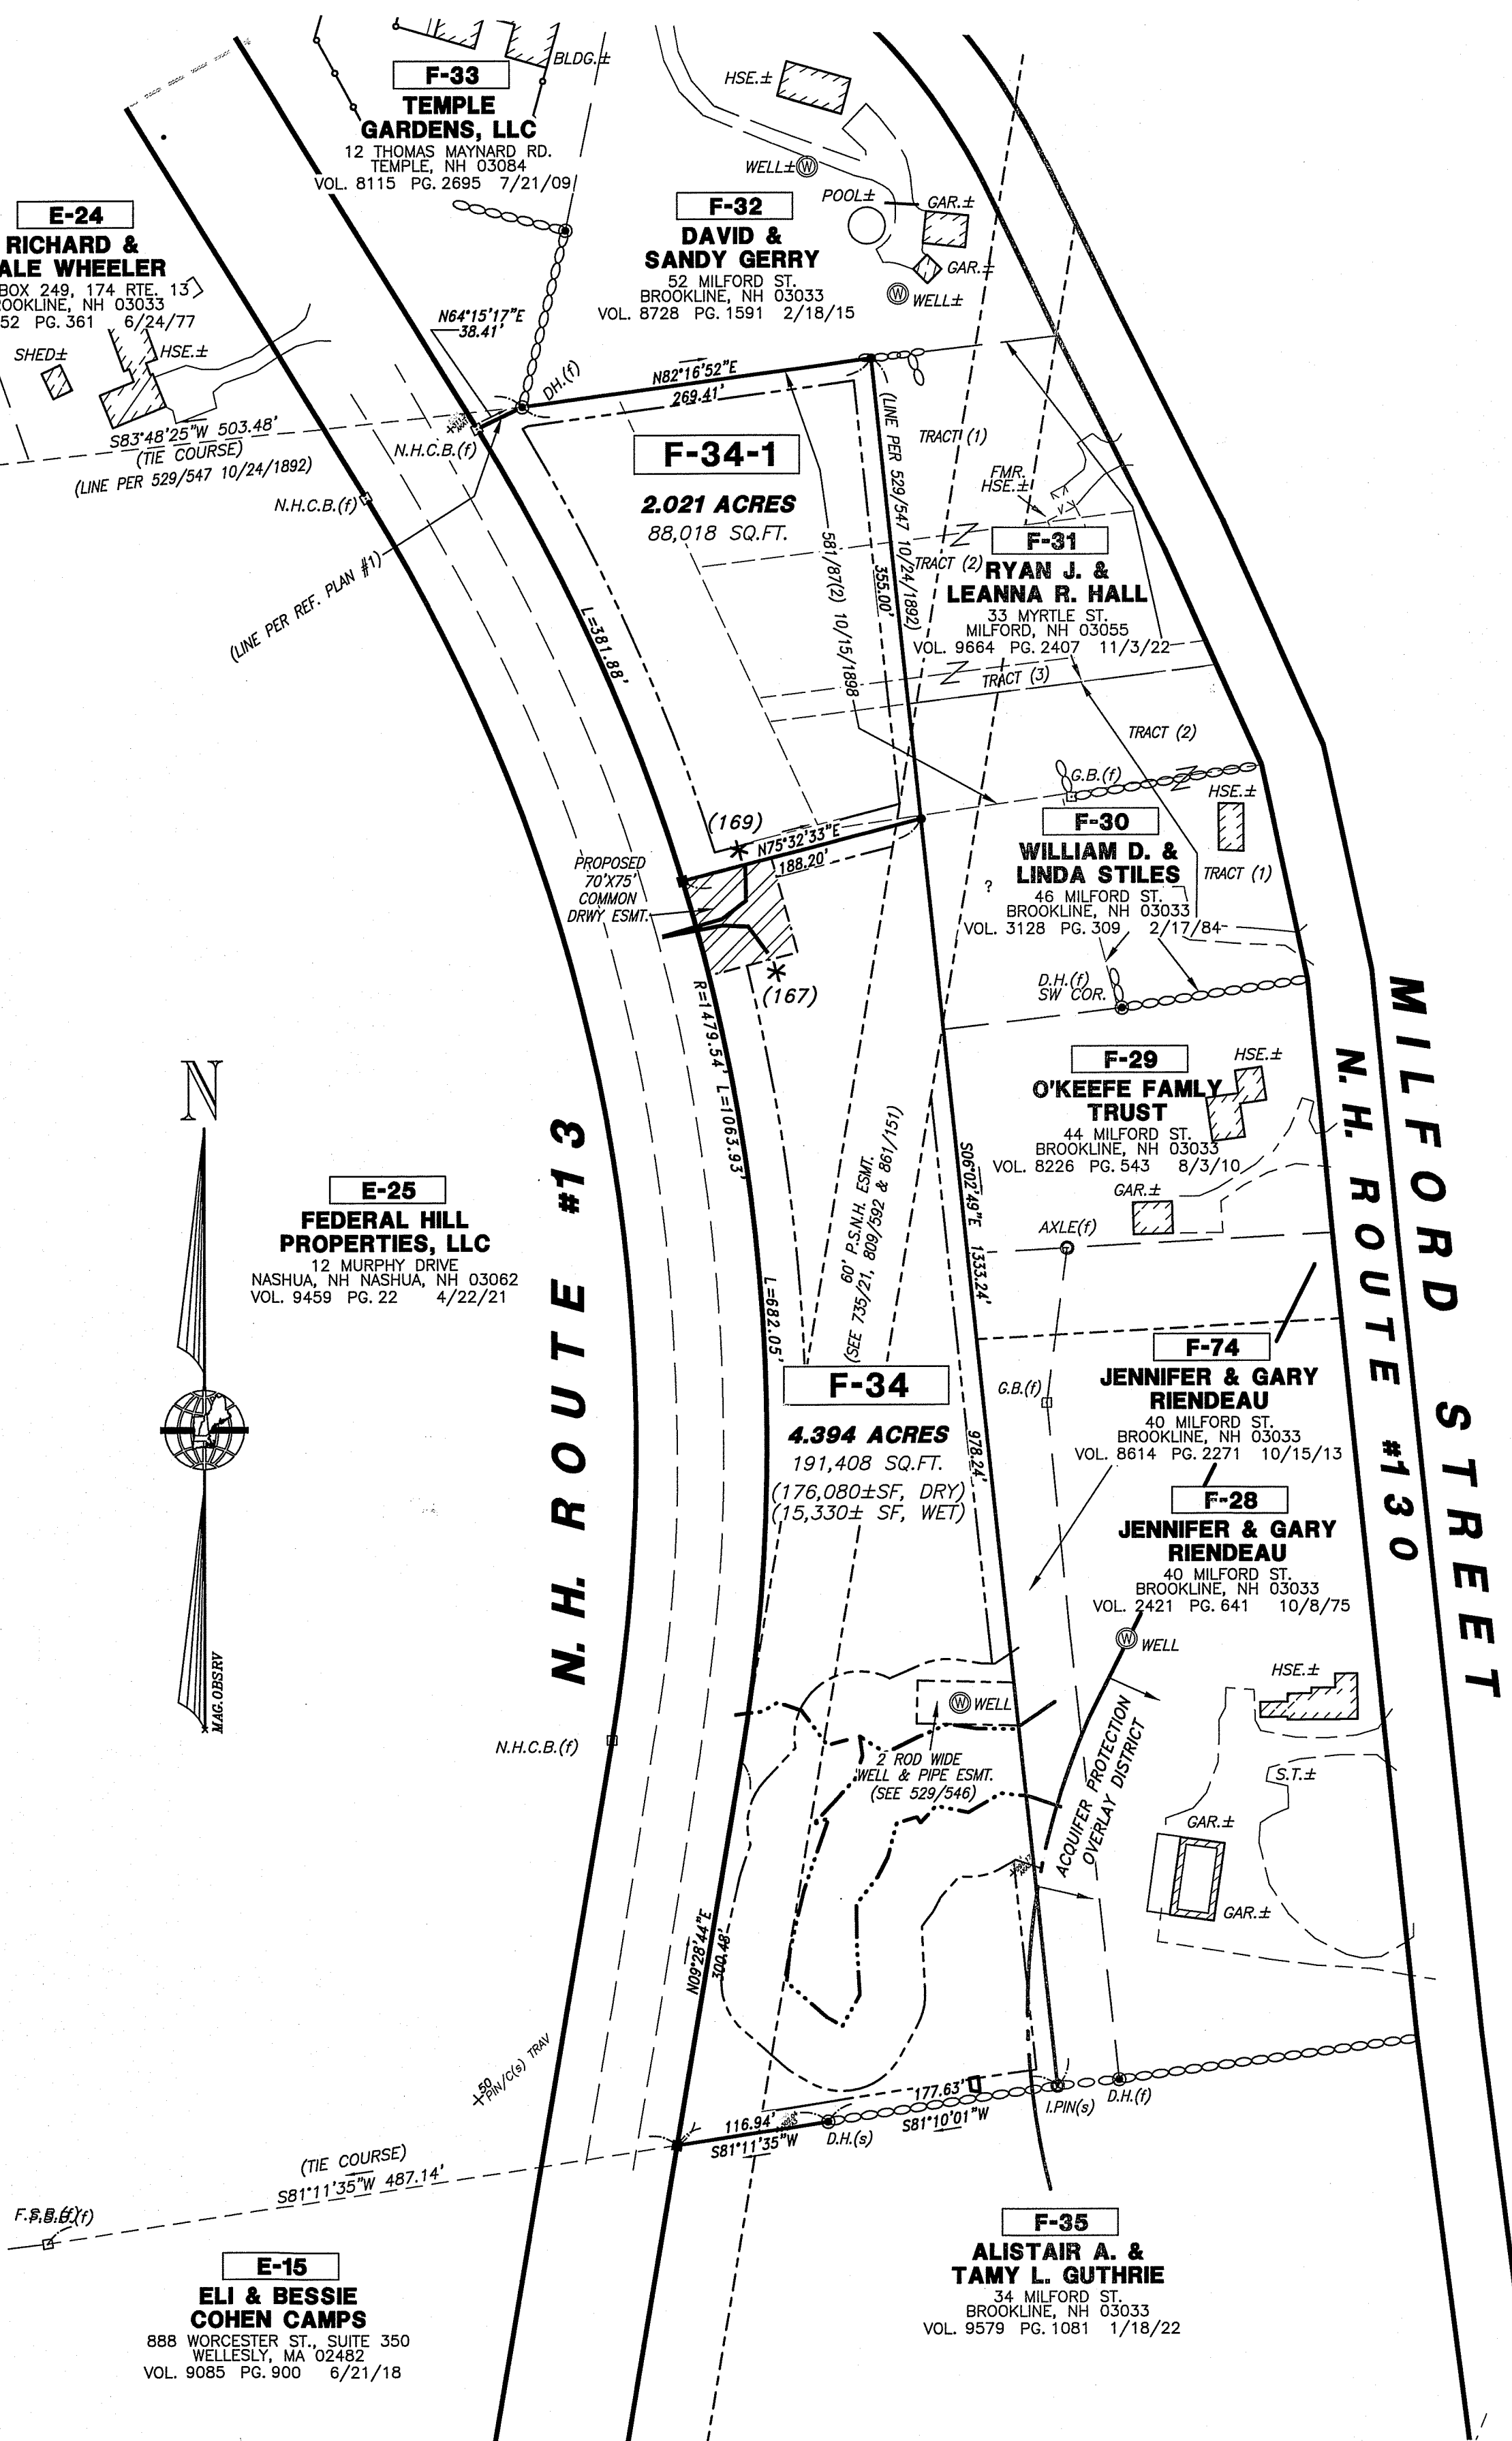 BLDG.±
F-33
TEMPLE
GARDENS, LLC
12 THOMAS MAYNARD RD.
TEMPLE, NH 03084
VOL. 8115 PG. 2695 7/21/09
HSE.±
WELL± W
POOL±
GAR.±
GAR.±
W WELL±
F-32
DAVID &
SANDY GERRY
52 MILFORD ST.
BROOKLINE, NH 03033
VOL. 8728 PG. 1591 2/18/15
E-24
RICHARD &
ALE WHEELER
BOX 249, 174 RTE. 13
OOKLINE, NH 03033
52 PG. 361 6/24/77
SHED±
HSE.±
N64°15'17"E
38.41'
DH.(f)
N82°16'52"E
269.41'
S83°48'25"W 503.48'
(TIE COURSE)
(LINE PER 529/547 10/24/1892)
N.H.C.B.(f)
N.H.C.B.(f)
(LINE PER REF. PLAN #1)
F-34-1
2.021 ACRES
88,018 SQ.FT.
(LINE PER 529/547 10/24/1892)
355.00'
581/87(2) 10/15/1898
TRACT (1)
FMR.
HSE.±
F-31
TRACT (2)
RYAN J. &
LEANNA R. HALL
33 MYRTLE ST.
MILFORD, NH 03055
VOL. 9664 PG. 2407 11/3/22
TRACT (3)
TRACT (2)
L=381.88'
G.B.(f)
HSE.±
F-30
WILLIAM D. &
LINDA STILES
TRACT (1)
46 MILFORD ST.
BROOKLINE, NH 03033
VOL. 3128 PG. 309 2/17/84
?
(169)
N75°32'33"E
188.20'
PROPOSED
70'X75'
COMMON
DRWY ESMT.
(167)
D.H.(f)
SW COR.
R=1479.54' L=1063.93'
F-29
HSE.±
O'KEEFE FAMLY
TRUST
44 MILFORD ST.
BROOKLINE, NH 03033
VOL. 8226 PG. 543 8/3/10
GAR.±
AXLE(f)
N
MAG.OBSRV
E-25
FEDERAL HILL
PROPERTIES, LLC
12 MURPHY DRIVE
NASHUA, NH NASHUA, NH 03062
VOL. 9459 PG. 22 4/22/21
N.H. ROUTE #13
60' P.S.N.H. ESMT.
(SEE 735/21, 809/592 & 861/151)
S06°02'49"E 1333.24'
L=682.05'
MILFORD STREET
N.H. ROUTE #130
F-34
4.394 ACRES
191,408 SQ.FT.
(176,080±SF, DRY)
(15,330± SF, WET)
978.24'
G.B.(f)
F-74
JENNIFER & GARY
RIENDEAU
40 MILFORD ST.
BROOKLINE, NH 03033
VOL. 8614 PG. 2271 10/15/13
F-28
JENNIFER & GARY
RIENDEAU
40 MILFORD ST.
BROOKLINE, NH 03033
VOL. 2421 PG. 641 10/8/75
W WELL
HSE.±
W WELL
2 ROD WIDE
WELL & PIPE ESMT.
(SEE 529/546)
ACQUIFER PROTECTION
OVERLAY DISTRICT
S.T.±
GAR.±
GAR.±
N.H.C.B.(f)
N09°28'44"E
300.48'
50
PIN/C(s) TRAV
177.63'
S81°10'01"W
I.PIN(s)
D.H.(f)
116.94'
S81°11'35"W
D.H.(s)
(TIE COURSE)
S81°11'35"W 487.14'
E-15
ELI & BESSIE
COHEN CAMPS
888 WORCESTER ST., SUITE 350
WELLESLY, MA 02482
VOL. 9085 PG. 900 6/21/18
F-35
ALISTAIR A. &
TAMY L. GUTHRIE
34 MILFORD ST.
BROOKLINE, NH 03033
VOL. 9579 PG. 1081 1/18/22